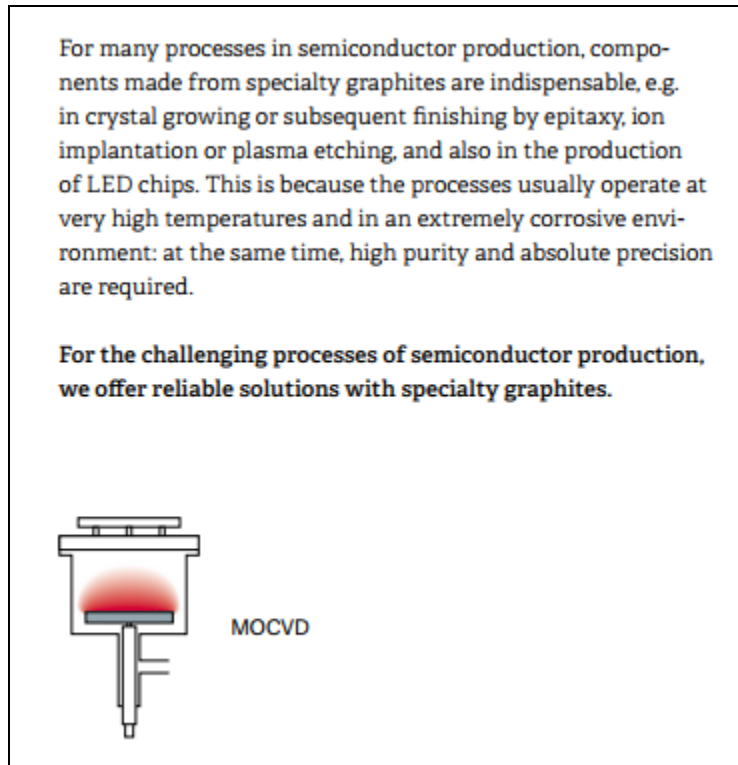 For many processes in semiconductor production, compo-
nents made from specialty graphites are indispensable, e.g.
in crystal growing or subsequent finishing by epitaxy, ion
implantation or plasma etching, and also in the production
of LED chips. This is because the processes usually operate at
very high temperatures and in an extremely corrosive envi-
ronment: at the same time, high purity and absolute precision
are required.
For the challenging processes of semiconductor production,
we offer reliable solutions with specialty graphites.
MOCVD